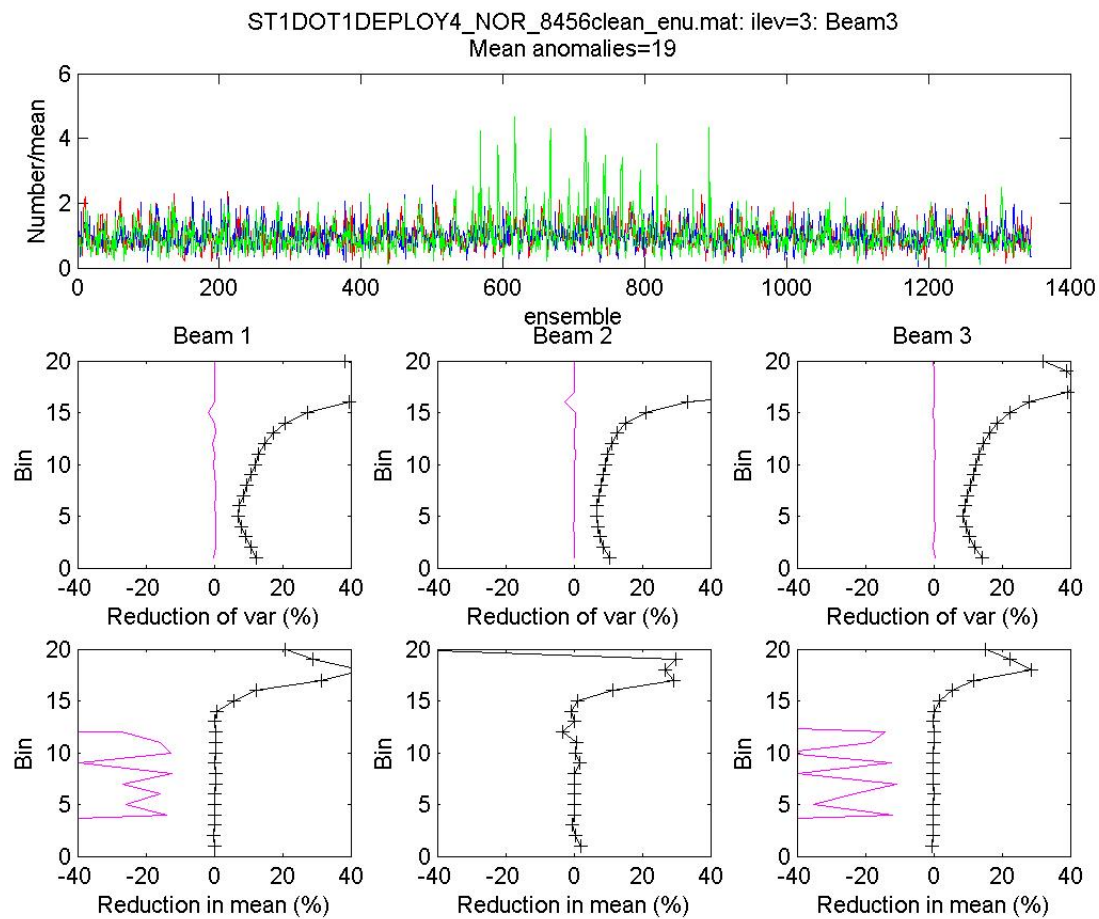 ST1DOT1DEPLOY4_NOR_8456clean_enu.mat: ilev=3: Beam3
Mean anomalies=19
6
4
2
0
Number/mean
0 200 400 600 800 1000 1200 1400
ensemble
Beam 1 Beam 2 Beam 3
20 20 20
15 15 15
10 10 10
5 5 5
0 0 0
Bin Bin Bin
-40 -20 0 20 40 -40 -20 0 20 40 -40 -20 0 20 40
Reduction of var (%) Reduction of var (%) Reduction of var (%)
20 20 20
15 15 15
10 10 10
5 5 5
0 0 0
Bin Bin Bin
-40 -20 0 20 40 -40 -20 0 20 40 -40 -20 0 20 40
Reduction in mean (%) Reduction in mean (%) Reduction in mean (%)